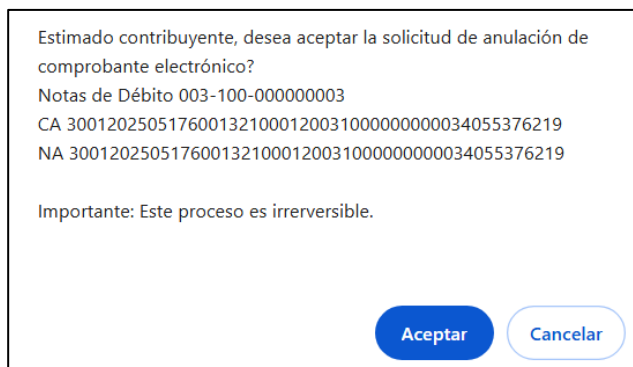 Estimado contribuyente, desea aceptar la solicitud de anulación de
comprobante electrónico?
Notas de Débito 003-100-000000003
CA 3001202505176001321000120031000000000034055376219
NA 3001202505176001321000120031000000000034055376219
Importante: Este proceso es irrerversible.
Aceptar
Cancelar